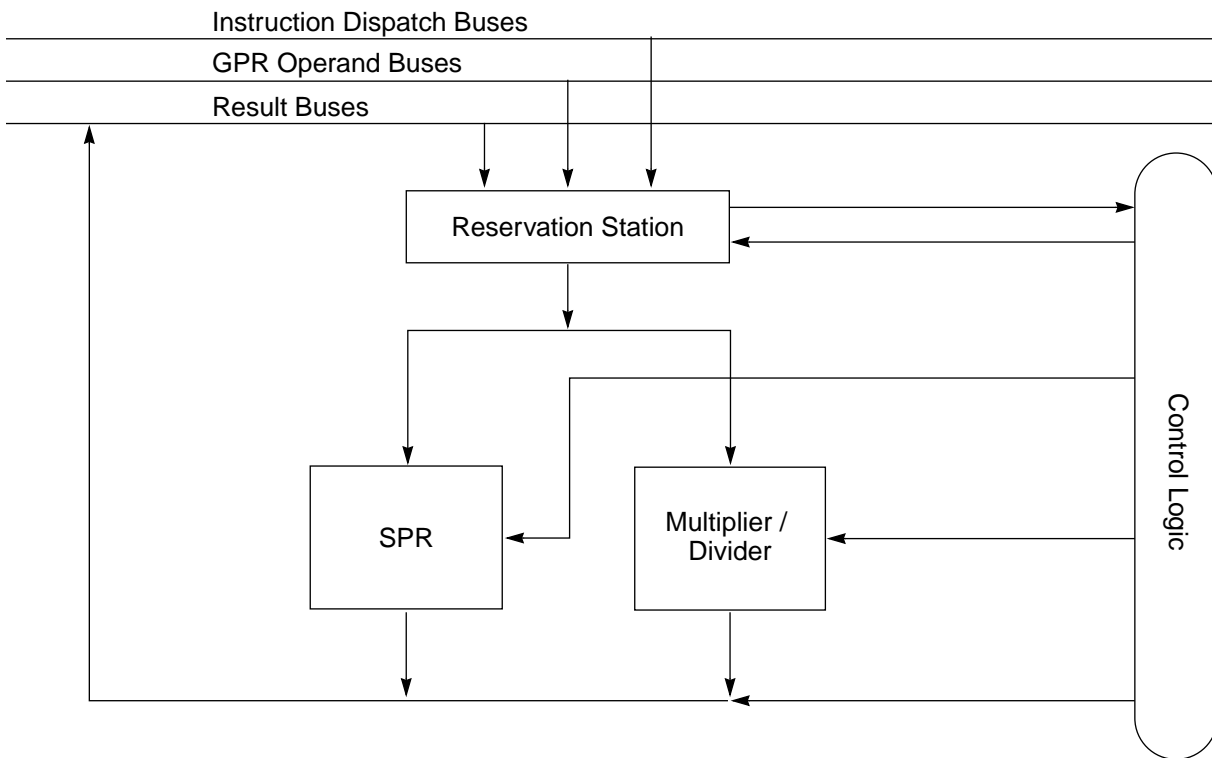 Instruction Dispatch Buses
GPR Operand Buses
Result Buses
Reservation Station
Control Logic
SPR
Multiplier /
Divider